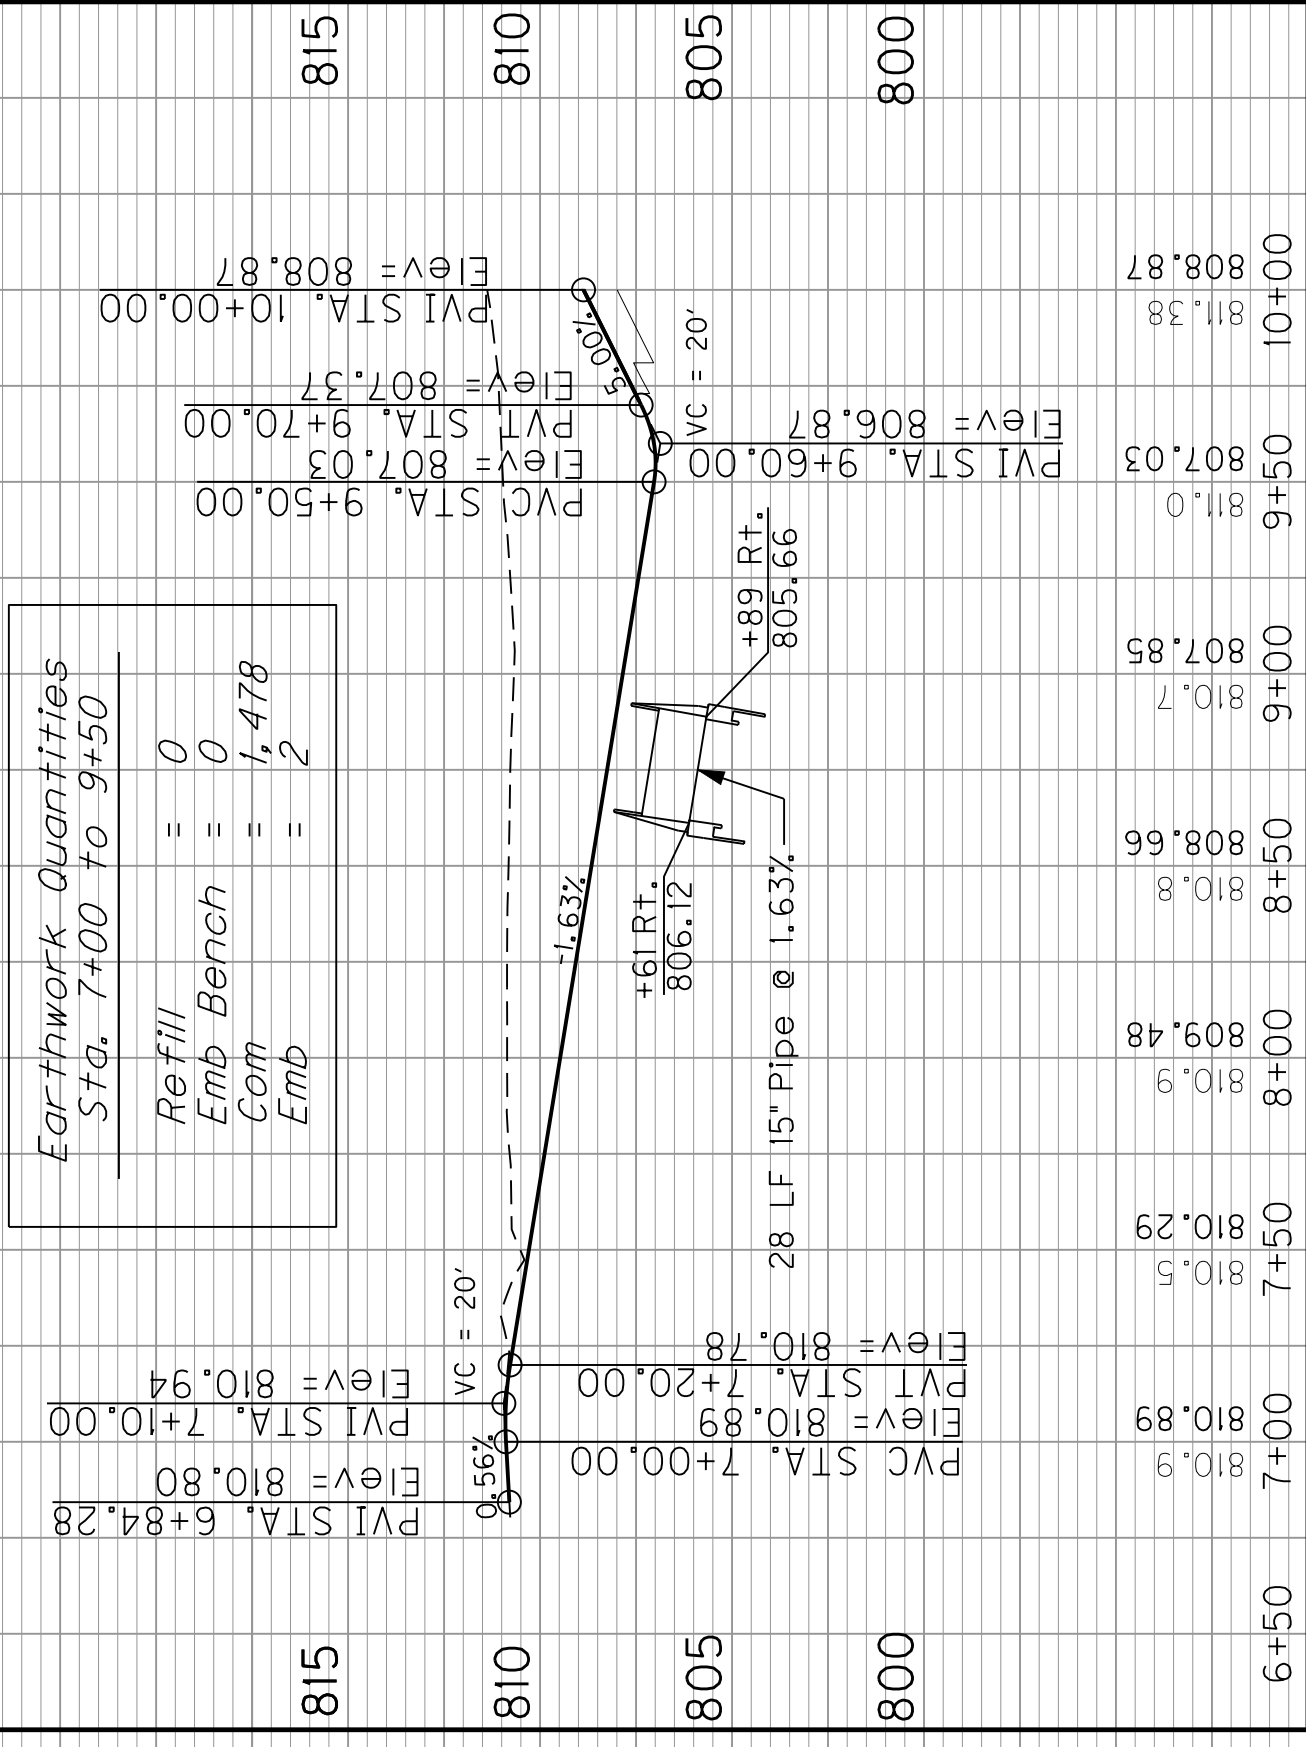 815
810
805
800
Earthwork Quantities
Sta. 7+00 to 9+50
Refill = 0
Emb Bench = 0
Com = 1,478
Emb = 2
PVI STA. 6+84.28
Elev= 810.80
PVI STA. 7+10.00
Elev= 810.94
PVC STA. 7+00.00
Elev= 810.89
PVT STA. 7+20.00
Elev= 810.78
0.56%
VC = 20'
-1.63%
+61 Rt.
806.12
+89 Rt.
805.66
28 LF 15" Pipe @ 1.63%
PVC STA. 9+50.00
Elev= 807.03
PVT STA. 9+70.00
Elev= 807.37
PVI STA. 9+60.00
Elev= 806.87
VC = 20'
5.00%
PVI STA. 10+00.00
Elev= 808.87
815
810
805
800
810.9
810.89
810.5
810.29
810.9
809.48
810.8
808.66
810.7
807.85
811.0
807.03
811.38
808.87
6+50
7+00
7+50
8+00
8+50
9+00
9+50
10+00